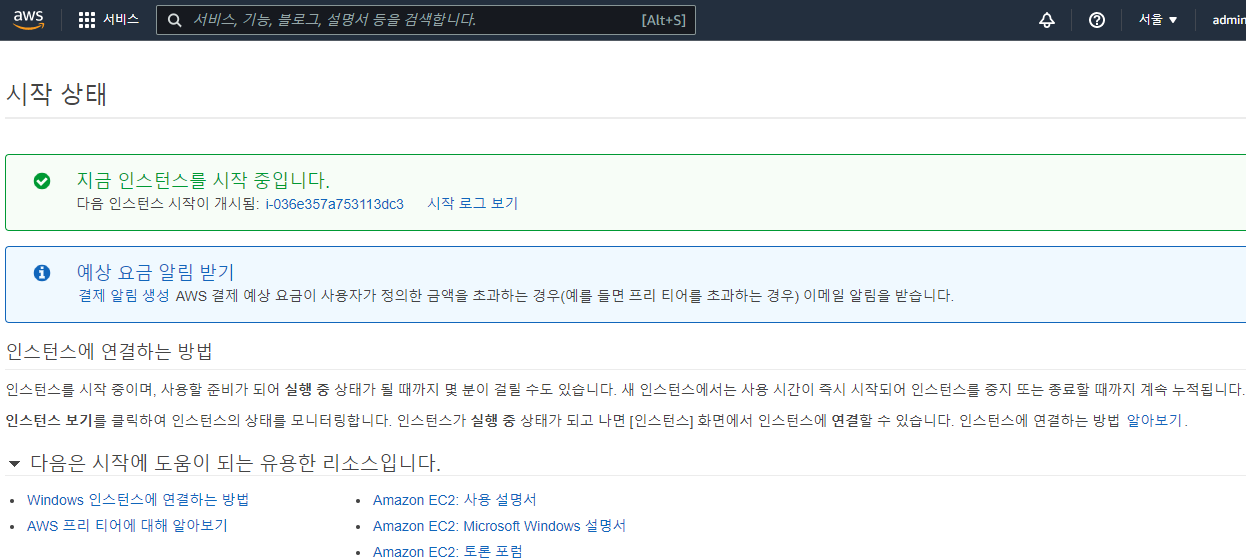 aws 서비스 서비스, 기능, 블로그, 설명서 등을 검색합니다. [Alt+S] 서울 ▼ admin
시작 상태
지금 인스턴스를 시작 중입니다.
다음 인스턴스 시작이 개시됨: i-036e357a753113dc3 시작 로그 보기
예상 요금 알림 받기
결제 알림 생성 AWS 결제 예상 요금이 사용자가 정의한 금액을 초과하는 경우(예를 들면 프리 티어를 초과하는 경우) 이메일 알림을 받습니다.
인스턴스에 연결하는 방법
인스턴스를 시작 중이며, 사용할 준비가 되어 실행 중 상태가 될 때까지 몇 분이 걸릴 수도 있습니다. 새 인스턴스에서는 사용 시간이 즉시 시작되어 인스턴스를 중지 또는 종료할 때까지 계속 누적됩니다.
인스턴스 보기를 클릭하여 인스턴스의 상태를 모니터링합니다. 인스턴스가 실행 중 상태가 되고 나면 [인스턴스] 화면에서 인스턴스에 연결할 수 있습니다. 인스턴스에 연결하는 방법 알아보기.
▼ 다음은 시작에 도움이 되는 유용한 리소스입니다.
• Windows 인스턴스에 연결하는 방법
• AWS 프리 티어에 대해 알아보기
• Amazon EC2: 사용 설명서
• Amazon EC2: Microsoft Windows 설명서
• Amazon EC2: 토론 포럼